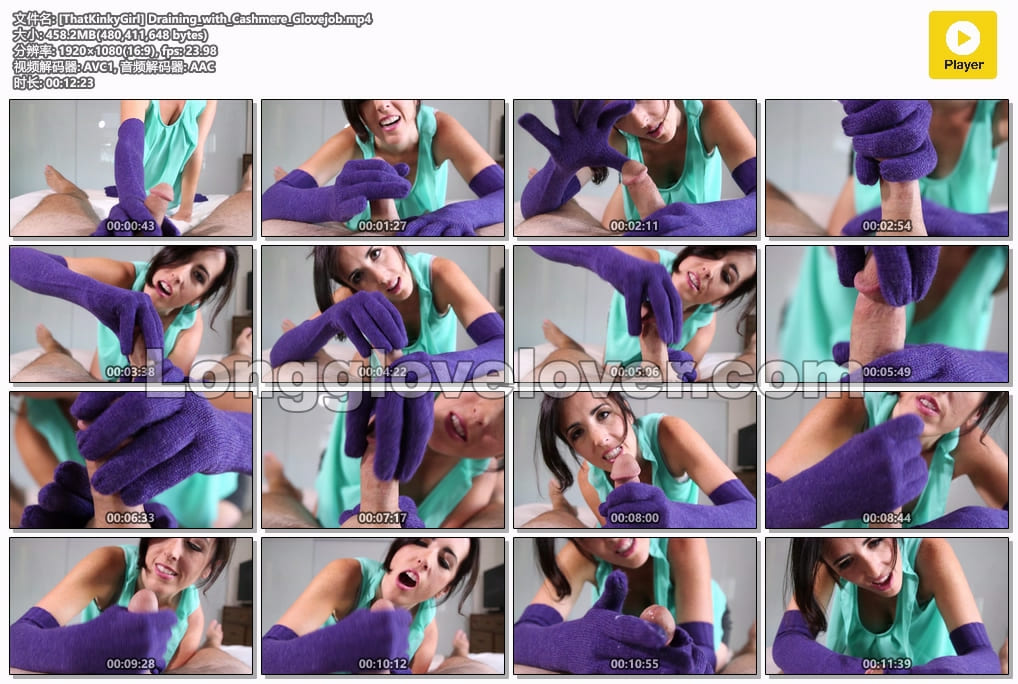 文件名: [ThatKinkyGirl] Draining_with_Cashmere_Glovejob.mp4
大小: 458.2MB(480,411,648 bytes)
分辨率: 1920×1080(16:9), fps: 23.98
视频解码器: AVC1, 音频解码器: AAC
时长: 00:12:23
Player
00:00:43 00:01:27 00:02:11 00:02:54
00:03:38 00:04:22 00:05:06 00:05:49
Longglovelover.com
00:06:33 00:07:17 00:08:00 00:08:44
00:09:28 00:10:12 00:10:55 00:11:39